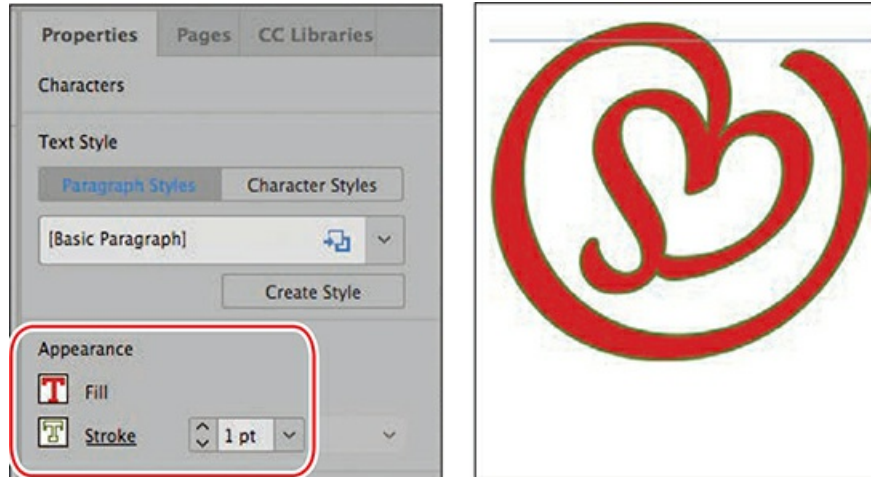 Properties Pages CC Libraries
Characters
Text Style
Paragraph Styles Character Styles
[Basic Paragraph]
Create Style
Appearance
T Fill
T Stroke 1 pt